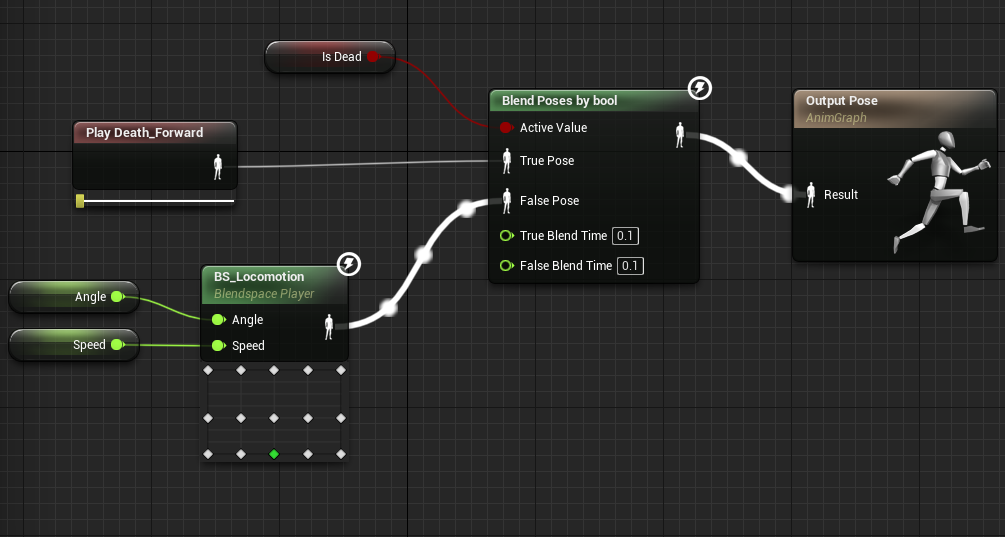 Is Dead
Play Death_Forward
Blend Poses by bool
Active Value
True Pose
False Pose
True Blend Time 0.1
False Blend Time 0.1
Output Pose
AnimGraph
Result
BS_Locomotion
Blendspace Player
Angle
Speed
Angle
Speed